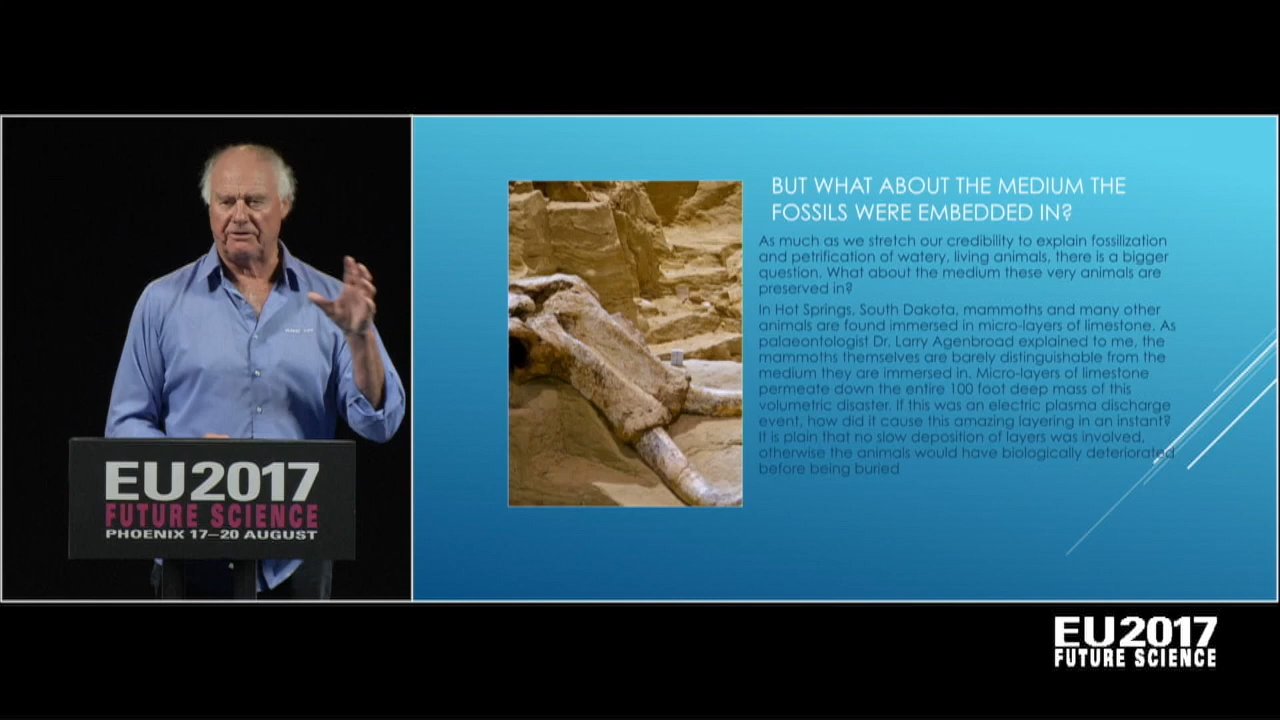 BUT WHAT ABOUT THE MEDIUM THE
FOSSILS WERE EMBEDDED IN?
As much as we stretch our credibility to explain fossilization
and petrification of watery, living animals, there is a bigger
question. What about the medium these very animals are
preserved in?
In Hot Springs, South Dakota, mammoths and many other
animals are found immersed in micro-layers of limestone. As
palaeontologist Dr. Larry Agenbroad explained to me, the
mammoths themselves are barely distinguishable from the
medium they are immersed in. Micro-layers of limestone
permeate down the entire 100 foot deep mass of this
volumetric disaster. If this was an electric plasma discharge
event, how did it cause this amazing layering in an instant?
It is plain that no slow deposition of layers was involved,
otherwise the animals would have biologically deteriorated
before being buried
EU2017
FUTURE SCIENCE
PHOENIX 17–20 AUGUST
EU2017
FUTURE SCIENCE